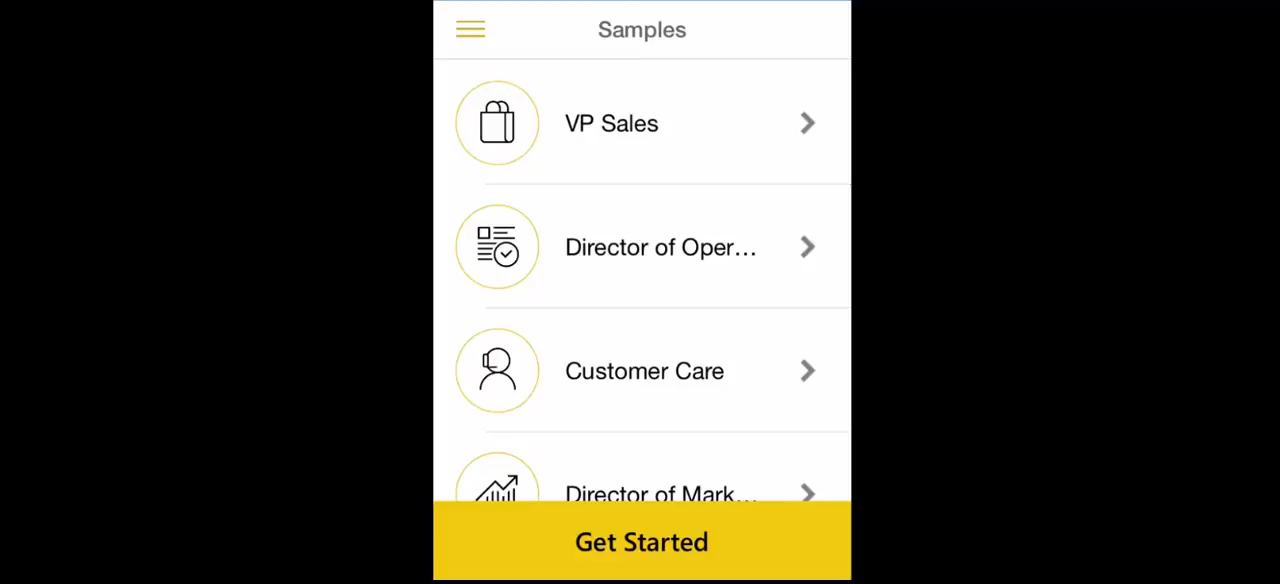 Samples
VP Sales
Director of Oper...
Customer Care
Director of Mark...
Get Started